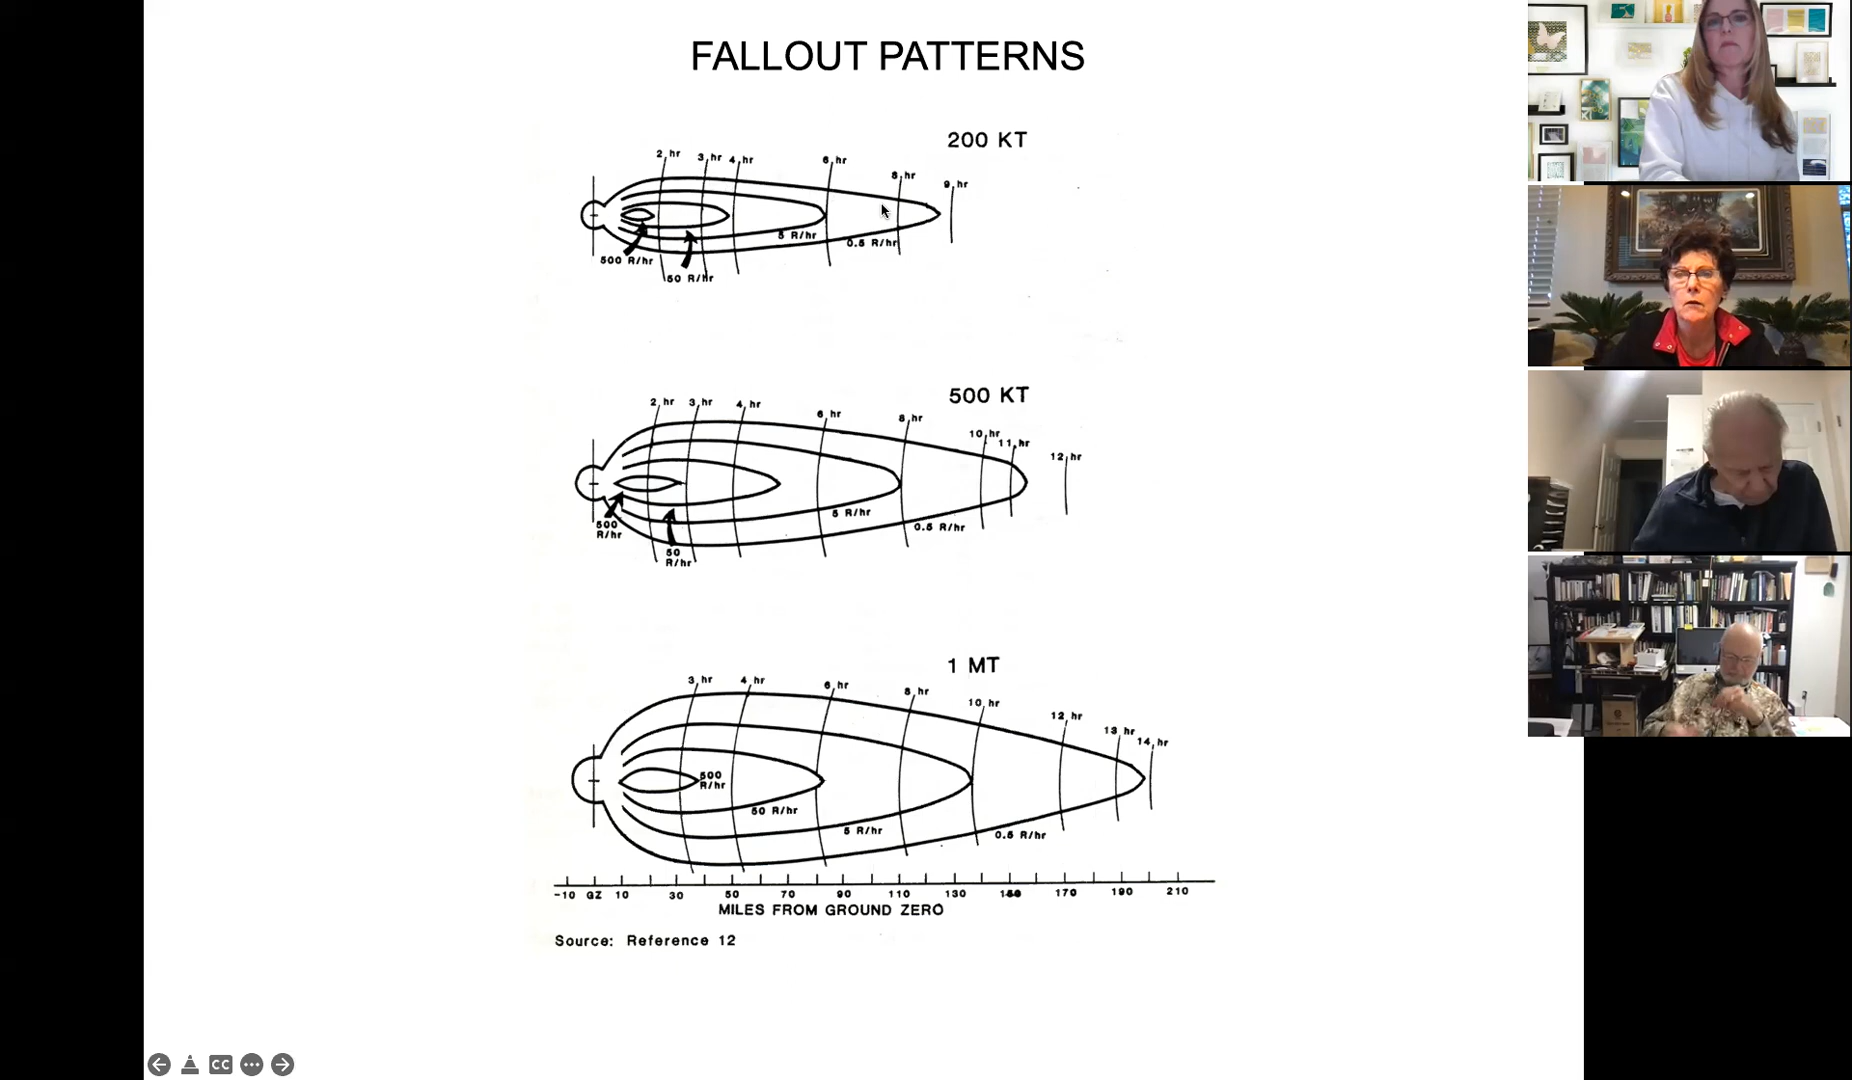 FALLOUT PATTERNS
200 KT
2 hr
3 hr
4 hr
6 hr
8 hr
9 hr
5 R/hr
0.5 R/hr
500 R/hr
50 R/hr
500 KT
2 hr
3 hr
4 hr
6 hr
8 hr
10 hr
11 hr
12 hr
5 R/hr
0.5 R/hr
500
R/hr
50
R/hr
1 MT
3 hr
4 hr
6 hr
8 hr
10 hr
12 hr
13 hr
14 hr
500
R/hr
50 R/hr
5 R/hr
0.5 R/hr
-10 GZ 10 30 50 70 90 110 130 150 170 190 210
MILES FROM GROUND ZERO
Source: Reference 12
CC